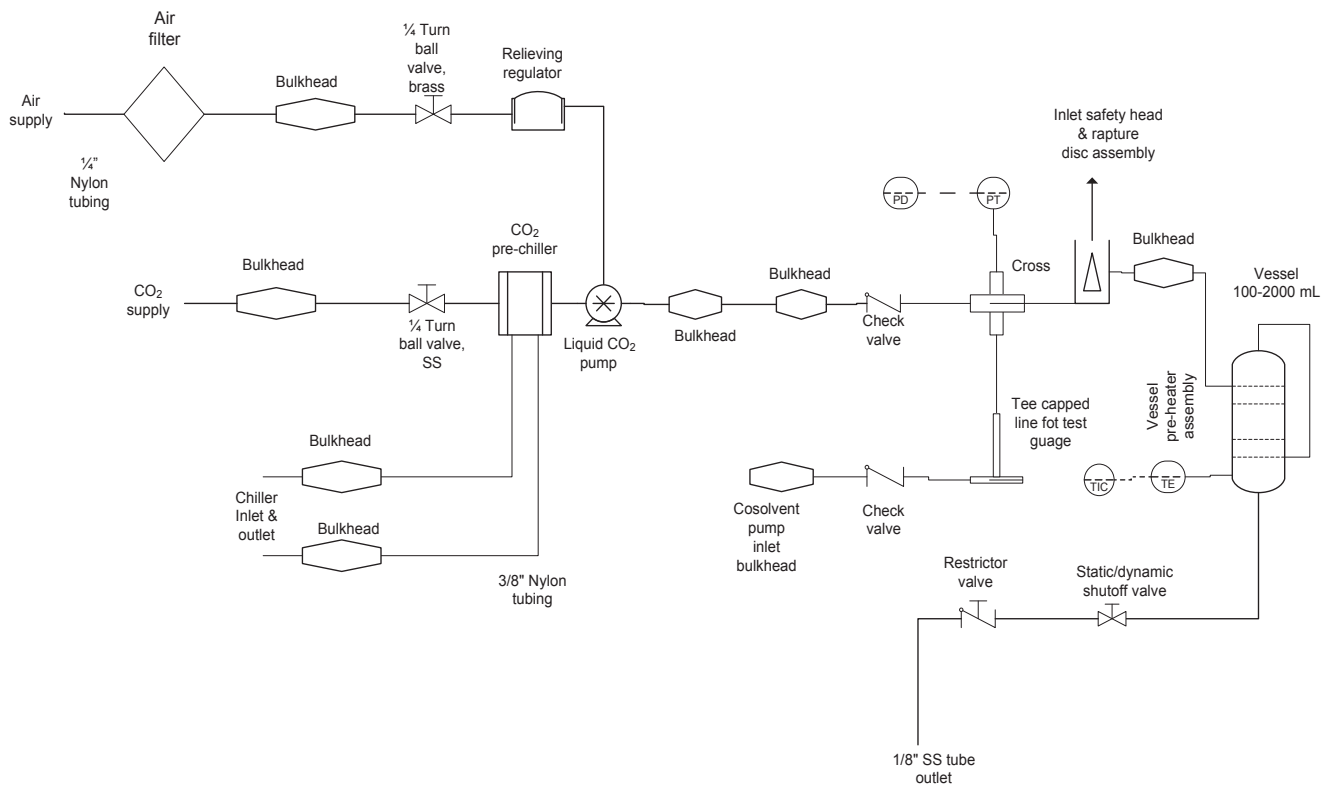 Air
filter
Air
supply
¼"
Nylon
tubing
Bulkhead
¼ Turn
ball
valve,
brass
Relieving
regulator
CO₂
supply
Bulkhead
¼ Turn
ball valve,
SS
CO₂
pre-chiller
Liquid CO₂
pump
Bulkhead
Bulkhead
Check
valve
PD
PT
Cross
Inlet safety head
& rapture
disc assembly
Bulkhead
Vessel
100-2000 mL
Vessel
pre-heater
assembly
TIC
TE
Tee capped
line fot test
guage
Bulkhead
Chiller
Inlet &
outlet
Bulkhead
3/8" Nylon
tubing
Cosolvent
pump
inlet
bulkhead
Check
valve
Restrictor
valve
Static/dynamic
shutoff valve
1/8" SS tube
outlet